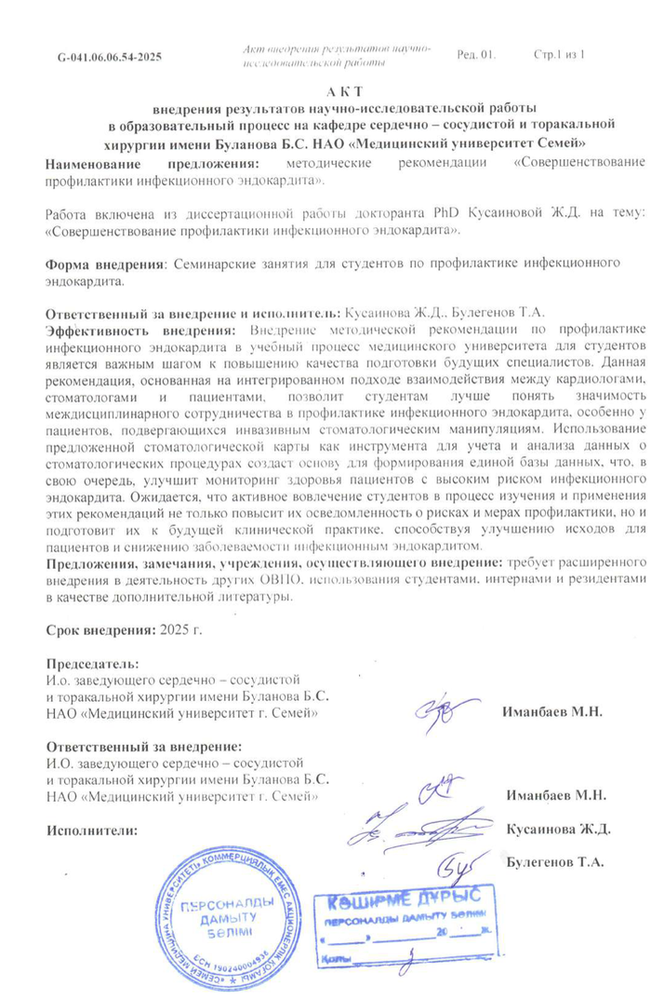 G-041.06.06.54-2025
Акт внедрения результатов научно-
исследовательской работы
Ред. 01.
Стр.1 из 1
А К Т
внедрения результатов научно-исследовательской работы
в образовательный процесс на кафедре сердечно – сосудистой и торакальной
хирургии имени Буланова Б.С. НАО «Медицинский университет Семей»
Наименование предложения: методические рекомендации «Совершенствование
профилактики инфекционного эндокардита».
Работа включена из диссертационной работы докторанта PhD Кусаиновой Ж.Д. на тему:
«Совершенствование профилактики инфекционного эндокардита».
Форма внедрения: Семинарские занятия для студентов по профилактике инфекционного
эндокардита.
Ответственный за внедрение и исполнитель: Кусаинова Ж.Д., Булегенов Т.А.
Эффективность внедрения: Внедрение методической рекомендации по профилактике
инфекционного эндокардита в учебный процесс медицинского университета для студентов
является важным шагом к повышению качества подготовки будущих специалистов. Данная
рекомендация, основанная на интегрированном подходе взаимодействия между кардиологами,
стоматологами и пациентами, позволит студентам лучше понять значимость
междисциплинарного сотрудничества в профилактике инфекционного эндокардита, особенно у
пациентов, подвергающихся инвазивным стоматологическим манипуляциям. Использование
предложенной стоматологической карты как инструмента для учета и анализа данных о
стоматологических процедурах создаст основу для формирования единой базы данных, что, в
свою очередь, улучшит мониторинг здоровья пациентов с высоким риском инфекционного
эндокардита. Ожидается, что активное вовлечение студентов в процесс изучения и применения
этих рекомендаций не только повысит их осведомленность о рисках и мерах профилактики, но и
подготовит их к будущей клинической практике, способствуя улучшению исходов для
пациентов и снижению заболеваемости инфекционным эндокардитом.
Предложения, замечания, учреждения, осуществляющего внедрение: требует расширенного
внедрения в деятельность других ОВПО, использования студентами, интернами и резидентами
в качестве дополнительной литературы.
Срок внедрения: 2025 г.
Председатель:
И.о. заведующего сердечно – сосудистой
и торакальной хирургии имени Буланова Б.С.
НАО «Медицинский университет г. Семей»
Иманбаев М.Н.
Ответственный за внедрение:
И.О. заведующего сердечно – сосудистой
и торакальной хирургии имени Буланова Б.С.
НАО «Медицинский университет г. Семей»
Иманбаев М.Н.
Исполнители:
Кусаинова Ж.Д.
Булегенов Т.А.
«СЕМЕЙ МЕДИЦИНА УНИВЕРСИТЕТІ» КОММЕРЦИЯЛЫҚ ЕМЕС АКЦИОНЕРЛІК ҚОҒАМЫ
ПЕРСОНАЛДЫ
ДАМЫТУ
БӨЛІМІ
БСН 190240004938
КӨШІРМЕ ДҰРЫС
ПЕРСОНАЛДЫ ДАМЫТУ БӨЛІМІ
«____»__________20__ж.
Қолы